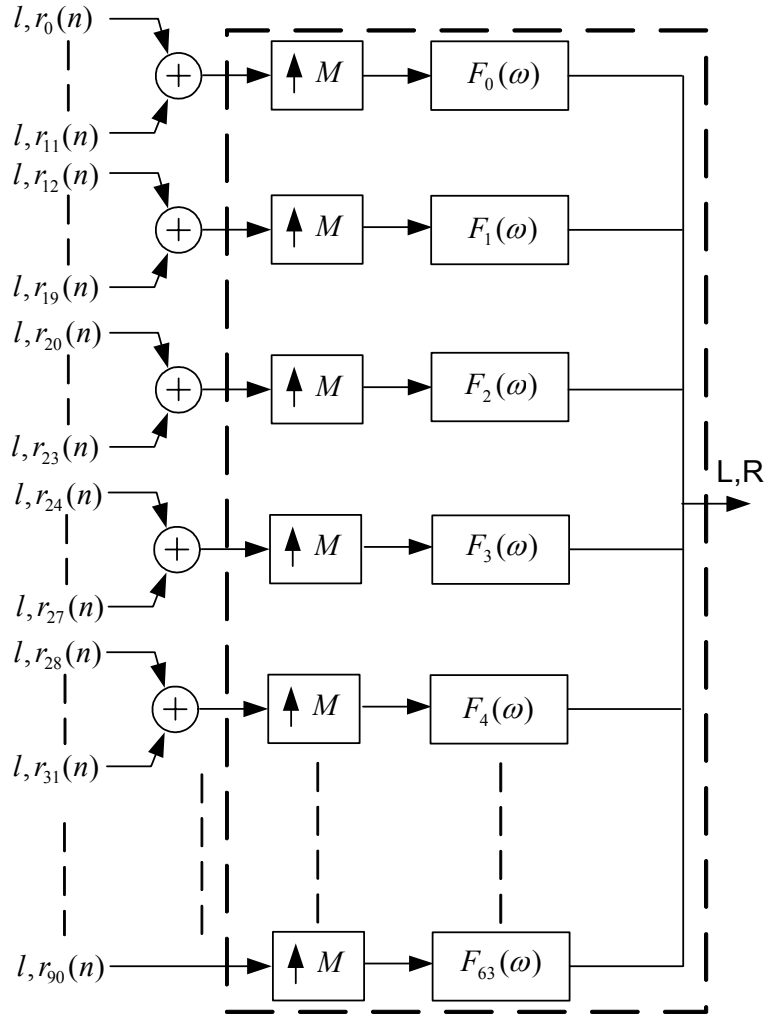 l,r₀(n)
+ ↑ M F₀(ω)
l,r₁₁(n)
l,r₁₂(n)
+ ↑ M F₁(ω)
l,r₁₉(n)
l,r₂₀(n)
+ ↑ M F₂(ω)
l,r₂₃(n)
L,R
l,r₂₄(n)
+ ↑ M F₃(ω)
l,r₂₇(n)
l,r₂₈(n)
+ ↑ M F₄(ω)
l,r₃₁(n)
l,r₉₀(n) ↑ M F₆₃(ω)